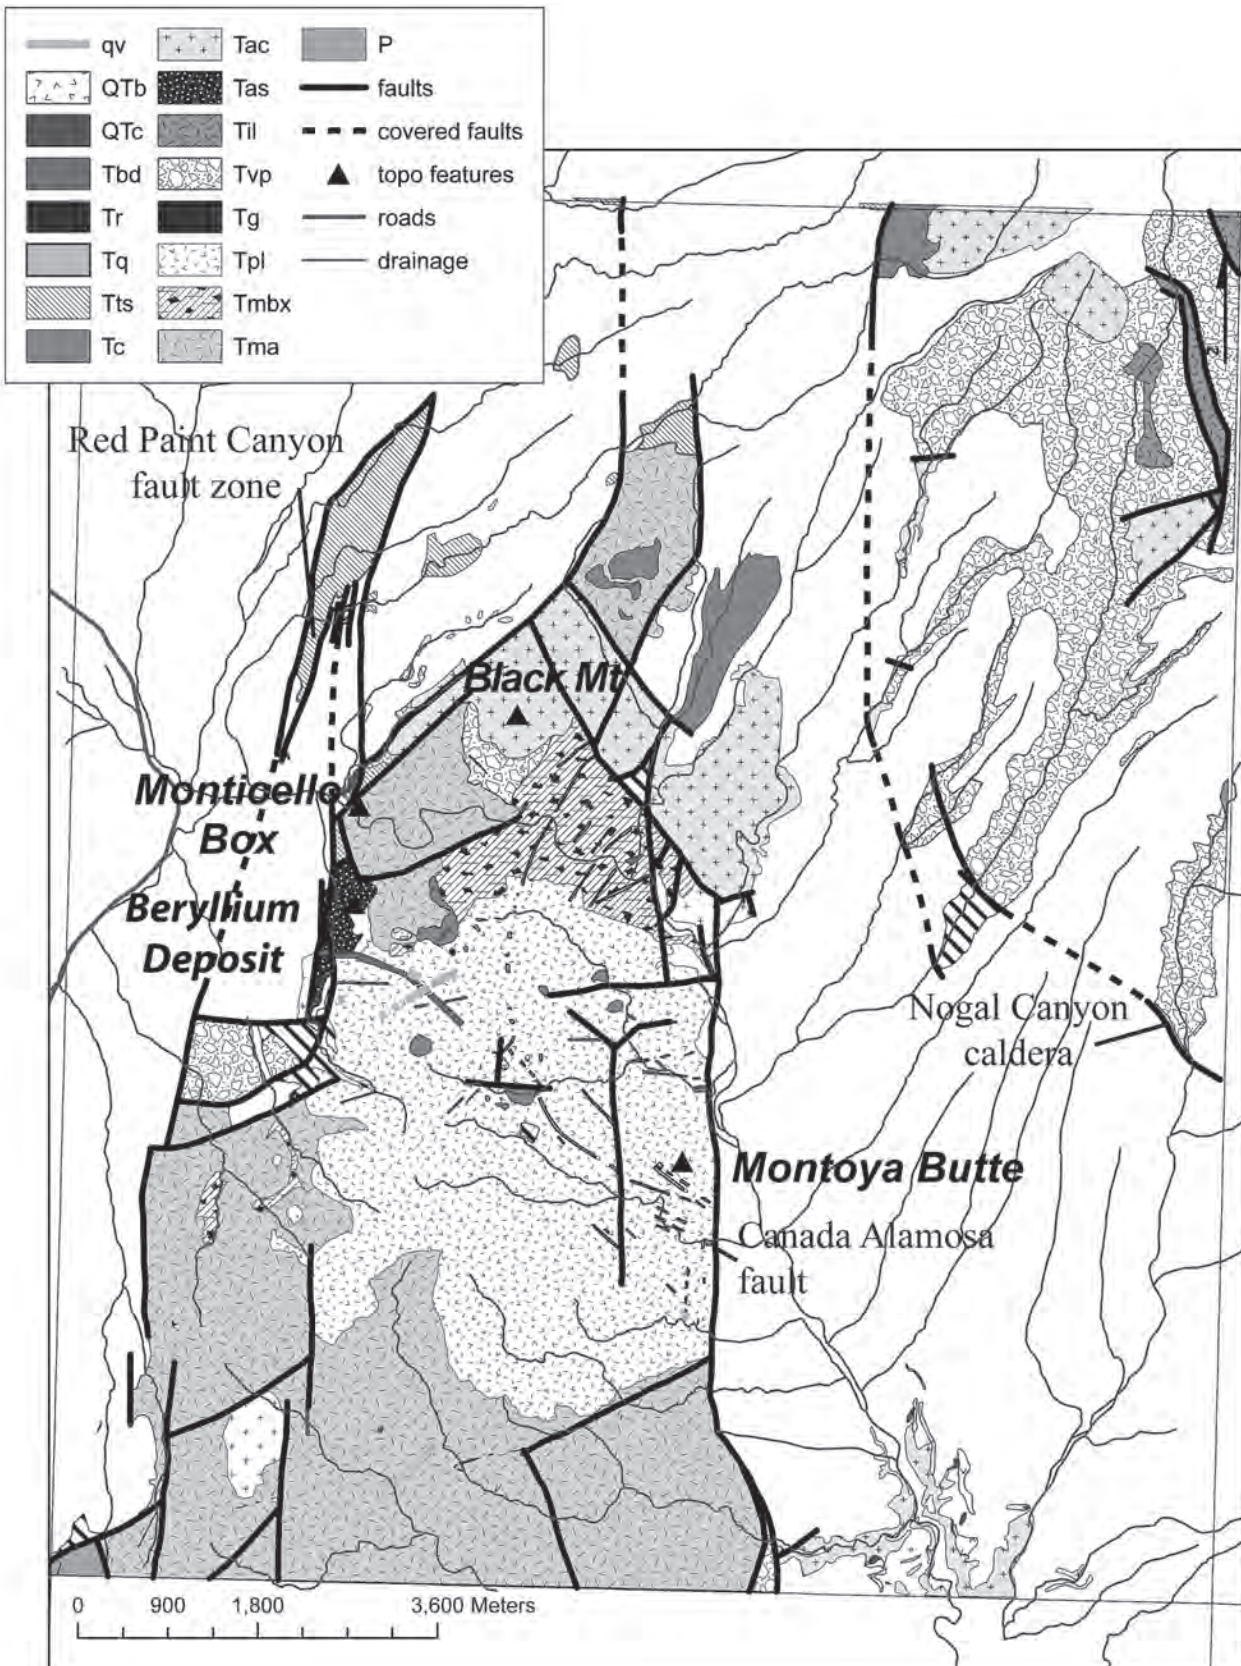 qv
QTb
QTc
Tbd
Tr
Tq
Tts
Tc
Tac
Tas
Til
Tvp
Tg
Tpl
Tmbx
Tma
P
faults
covered faults
topo features
roads
drainage
Red Paint Canyon
fault zone
Black Mt
Monticello
Box
Beryllium
Deposit
Nogal Canyon
caldera
Montoya Butte
Canada Alamosa
fault
0 900 1,800 3,600 Meters